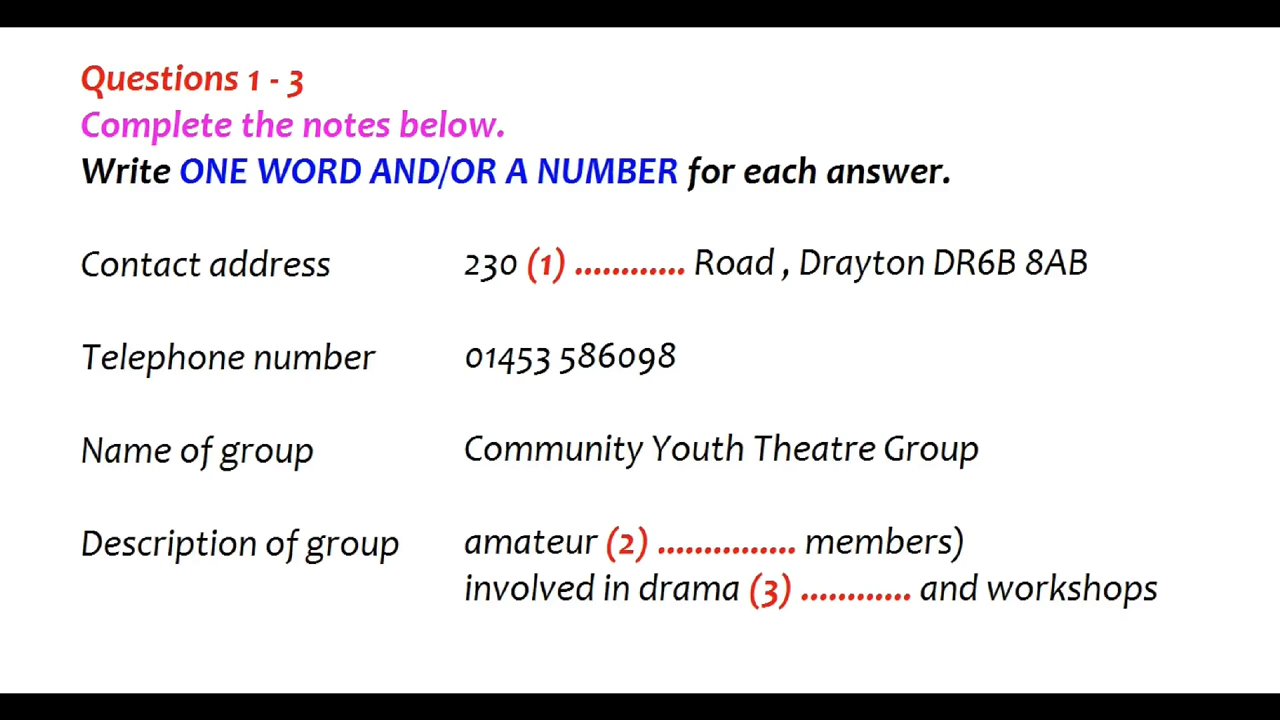 Questions 1 - 3
Complete the notes below.
Write ONE WORD AND/OR A NUMBER for each answer.
Contact address 230 (1) ............ Road , Drayton DR6B 8AB
Telephone number 01453 586098
Name of group Community Youth Theatre Group
Description of group amateur (2) ............... members)
involved in drama (3) ............ and workshops